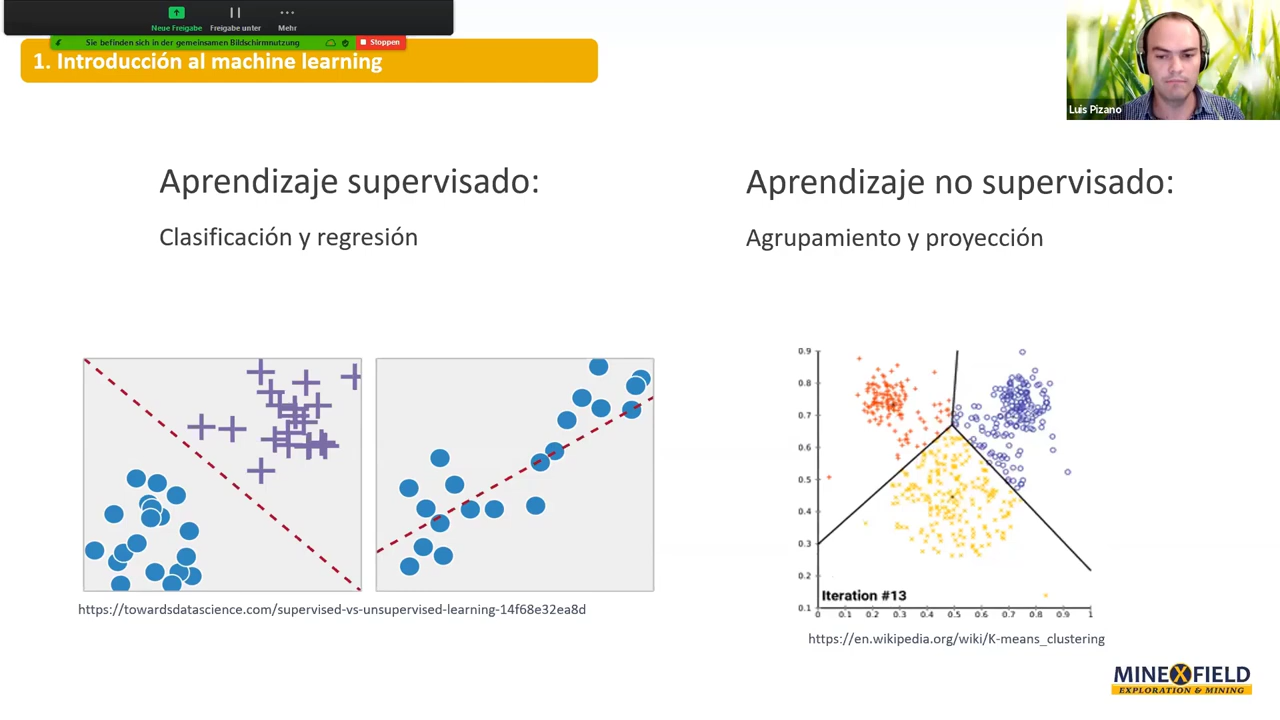 Neue Freigabe
Freigabe unter
Mehr
Sie befinden sich in der gemeinsamen Bildschirmnutzung
Stoppen
1. Introducción al machine learning
Luis Pizano
Aprendizaje supervisado:
Clasificación y regresión
Aprendizaje no supervisado:
Agrupamiento y proyección
0.9
0.8
0.7
0.6
0.5
0.4
0.3
0.2
0.1
Iteration #13
0 0.1 0.2 0.3 0.4 0.5 0.6 0.7 0.8 0.9 1
https://towardsdatascience.com/supervised-vs-unsupervised-learning-14f68e32ea8d
https://en.wikipedia.org/wiki/K-means_clustering
MINEXFIELD
EXPLORATION & MINING